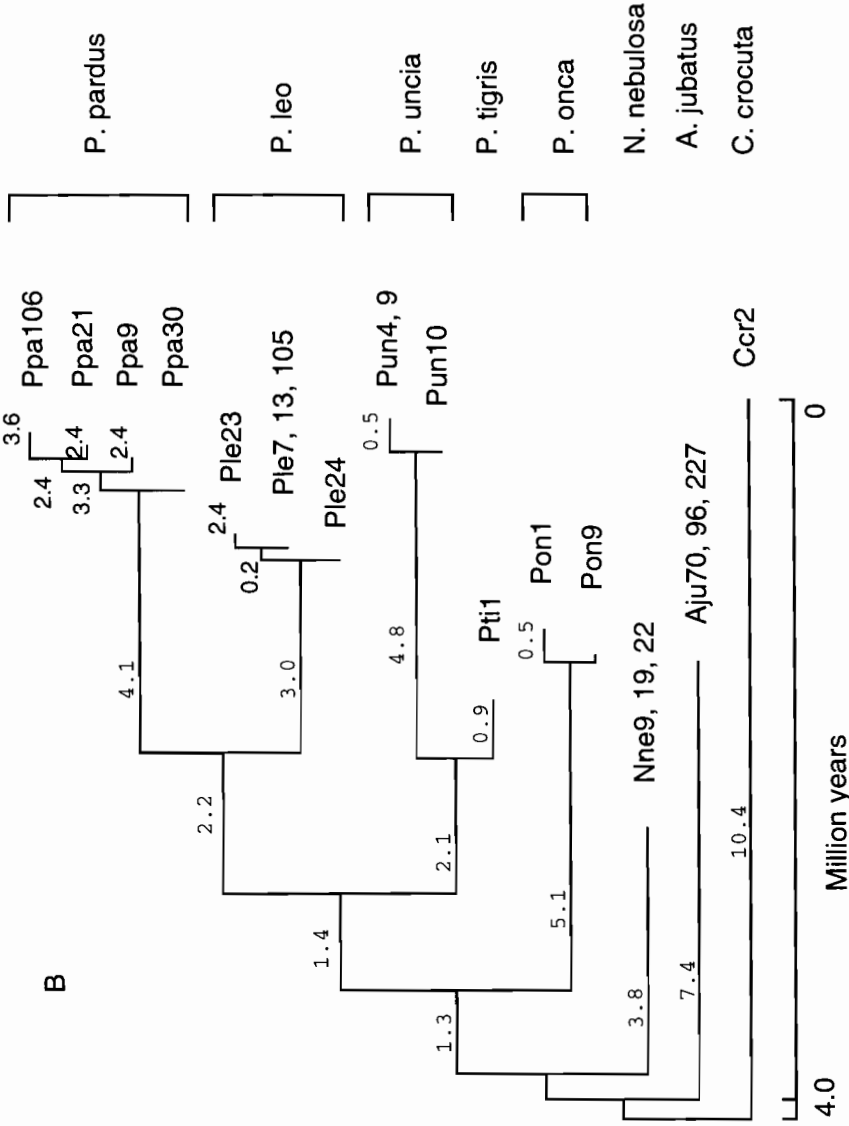 B
P. pardus
P. leo
P. uncia
P. tigris
P. onca
N. nebulosa
A. jubatus
C. crocuta
3.6
Ppa106
2.4
2.4
Ppa21
3.3
2.4
Ppa9
Ppa30
4.1
2.4
Ple23
0.2
Ple7, 13, 105
Ple24
3.0
2.2
0.5
Pun4, 9
Pun10
4.8
Pti1
0.9
2.1
1.4
0.5
Pon1
Pon9
5.1
1.3
Nne9, 19, 22
3.8
Aju70, 96, 227
7.4
Ccr2
10.4
4.0
0
Million years